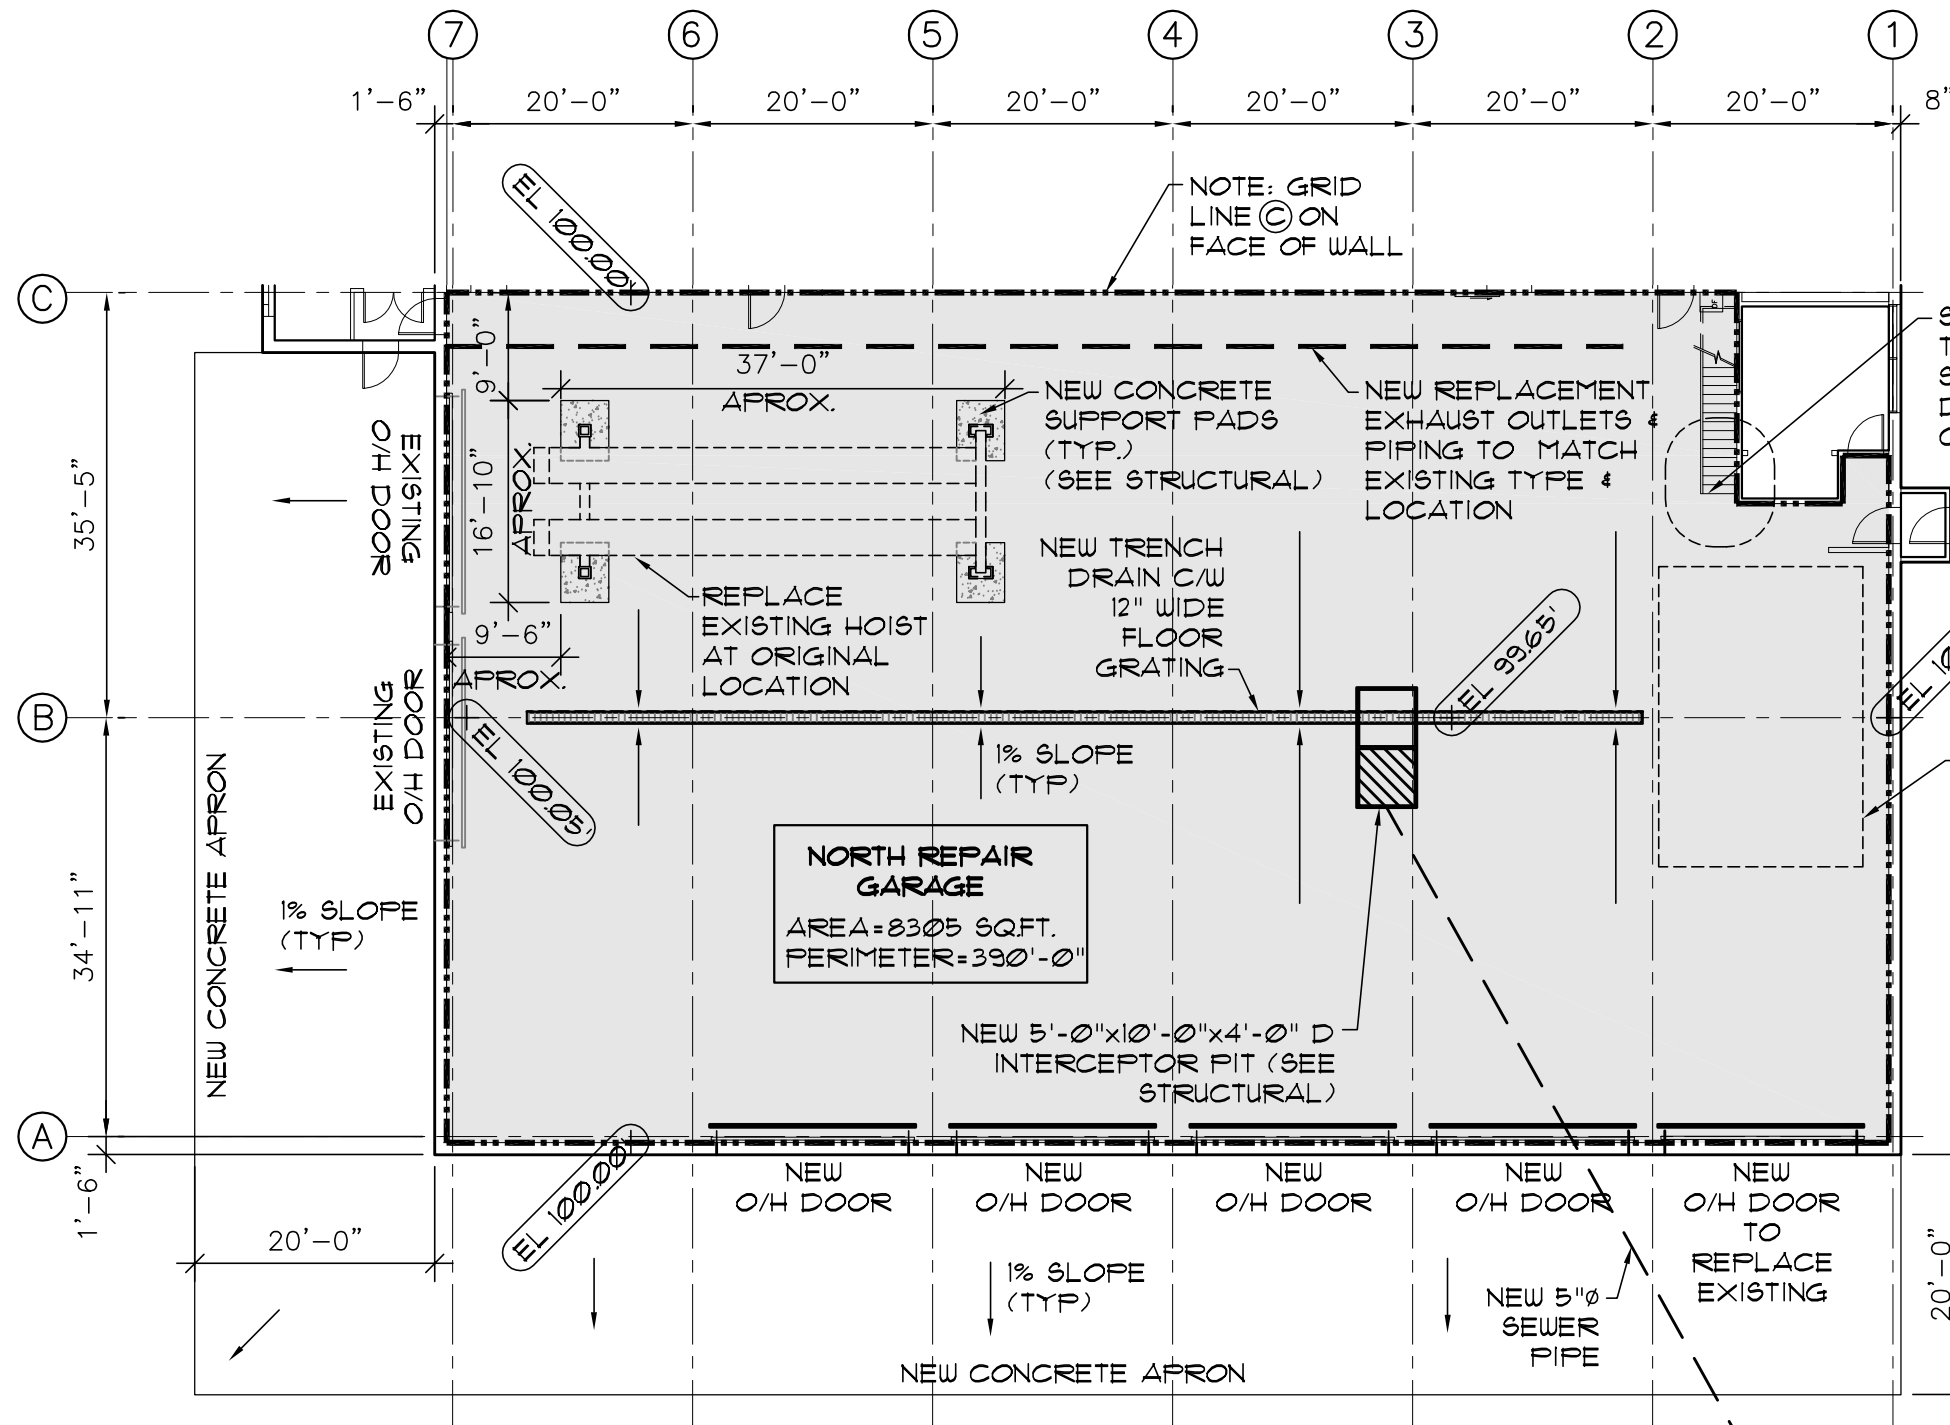 7 6 5 4 3 2 1
1'-6" 20'-0" 20'-0" 20'-0" 20'-0" 20'-0" 20'-0" 8"
EL 100.00'
NOTE: GRID
LINE C ON
FACE OF WALL
C
9'-0"
37'-0"
APROX.
NEW CONCRETE
SUPPORT PADS
(TYP.)
(SEE STRUCTURAL)
NEW REPLACEMENT
EXHAUST OUTLETS &
PIPING TO MATCH
EXISTING TYPE &
LOCATION
DF
35'-5"
EXISTING
O/H DOOR
16'-10"
APROX.
NEW TRENCH
DRAIN C/W
12" WIDE
FLOOR
GRATING
REPLACE
EXISTING HOIST
AT ORIGINAL
LOCATION
9'-6"
APROX.
EL 99.65'
B
EXISTING
O/H DOOR
EL 100.05'
1% SLOPE
(TYP)
NEW CONCRETE APRON
NORTH REPAIR
GARAGE
AREA=8305 SQ.FT.
PERIMETER=390'-0"
34'-11"
1% SLOPE
(TYP)
NEW 5'-0"x10'-0"x4'-0" D
INTERCEPTOR PIT (SEE
STRUCTURAL)
A
1'-6"
EL 100.00'
NEW
O/H DOOR
NEW
O/H DOOR
NEW
O/H DOOR
NEW
O/H DOOR
NEW
O/H DOOR
TO
REPLACE
EXISTING
20'-0"
1% SLOPE
(TYP)
NEW 5"Ø
SEWER
PIPE
20'-0"
NEW CONCRETE APRON